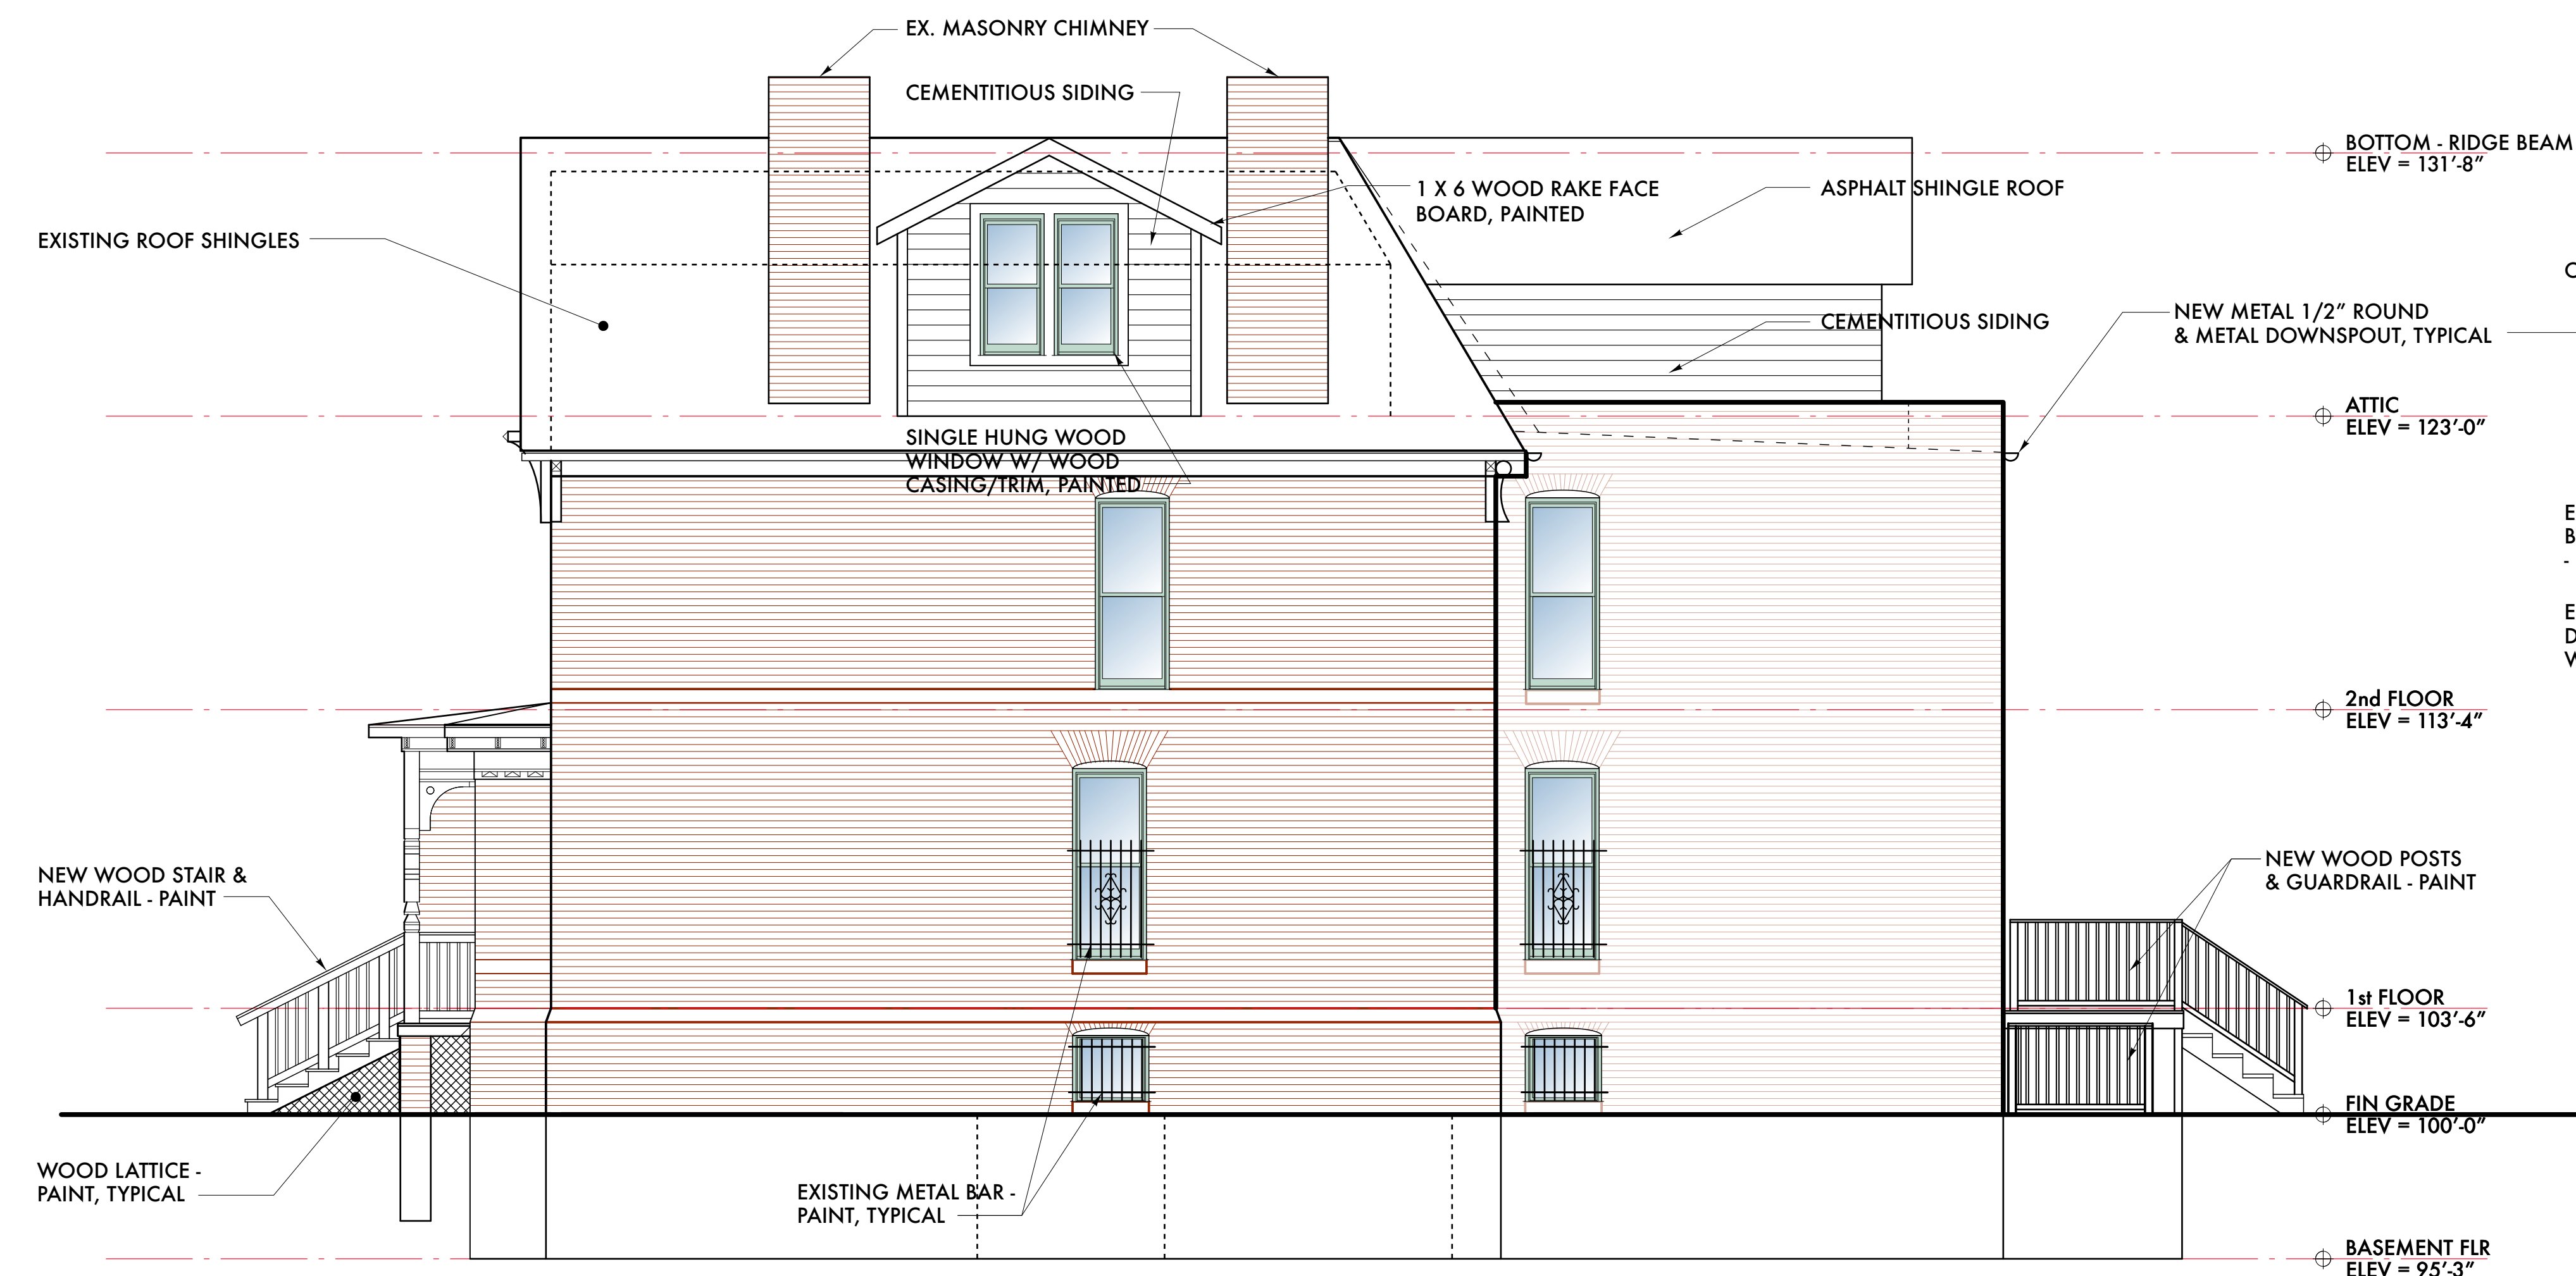 EX. MASONRY CHIMNEY
CEMENTITIOUS SIDING
BOTTOM - RIDGE BEAM
ELEV = 131'-8"
1 X 6 WOOD RAKE FACE
BOARD, PAINTED
ASPHALT SHINGLE ROOF
EXISTING ROOF SHINGLES
CEMENTITIOUS SIDING
NEW METAL 1/2" ROUND
& METAL DOWNSPOUT, TYPICAL
ATTIC
ELEV = 123'-0"
SINGLE HUNG WOOD
WINDOW W/ WOOD
CASING/TRIM, PAINTED
2nd FLOOR
ELEV = 113'-4"
NEW WOOD STAIR &
HANDRAIL - PAINT
NEW WOOD POSTS
& GUARDRAIL - PAINT
1st FLOOR
ELEV = 103'-6"
FIN GRADE
ELEV = 100'-0"
WOOD LATTICE -
PAINT, TYPICAL
EXISTING METAL BAR -
PAINT, TYPICAL
BASEMENT FLR
ELEV = 95'-3"